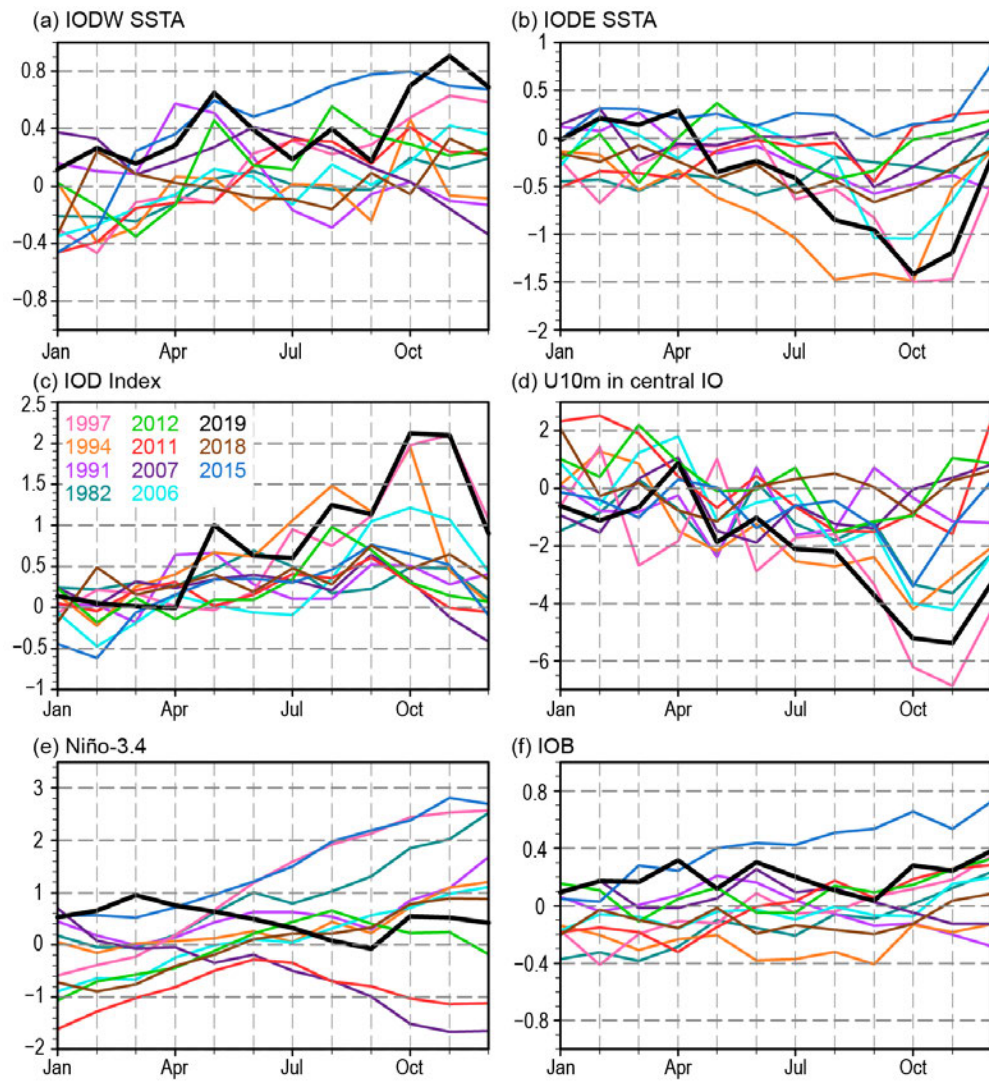 (a) IODW SSTA
0.8
0.4
0
−0.4
−0.8
Jan Apr Jul Oct
(b) IODE SSTA
1
0.5
0
−0.5
−1
−1.5
−2
Jan Apr Jul Oct
(c) IOD Index
2.5
2
1.5
1
0.5
0
−0.5
−1
1997 2012 2019
1994 2011 2018
1991 2007 2015
1982 2006
Jan Apr Jul Oct
(d) U10m in central IO
2
0
−2
−4
−6
Jan Apr Jul Oct
(e) Niño-3.4
3
2
1
0
−1
−2
Jan Apr Jul Oct
(f) IOB
0.8
0.4
0
−0.4
−0.8
Jan Apr Jul Oct